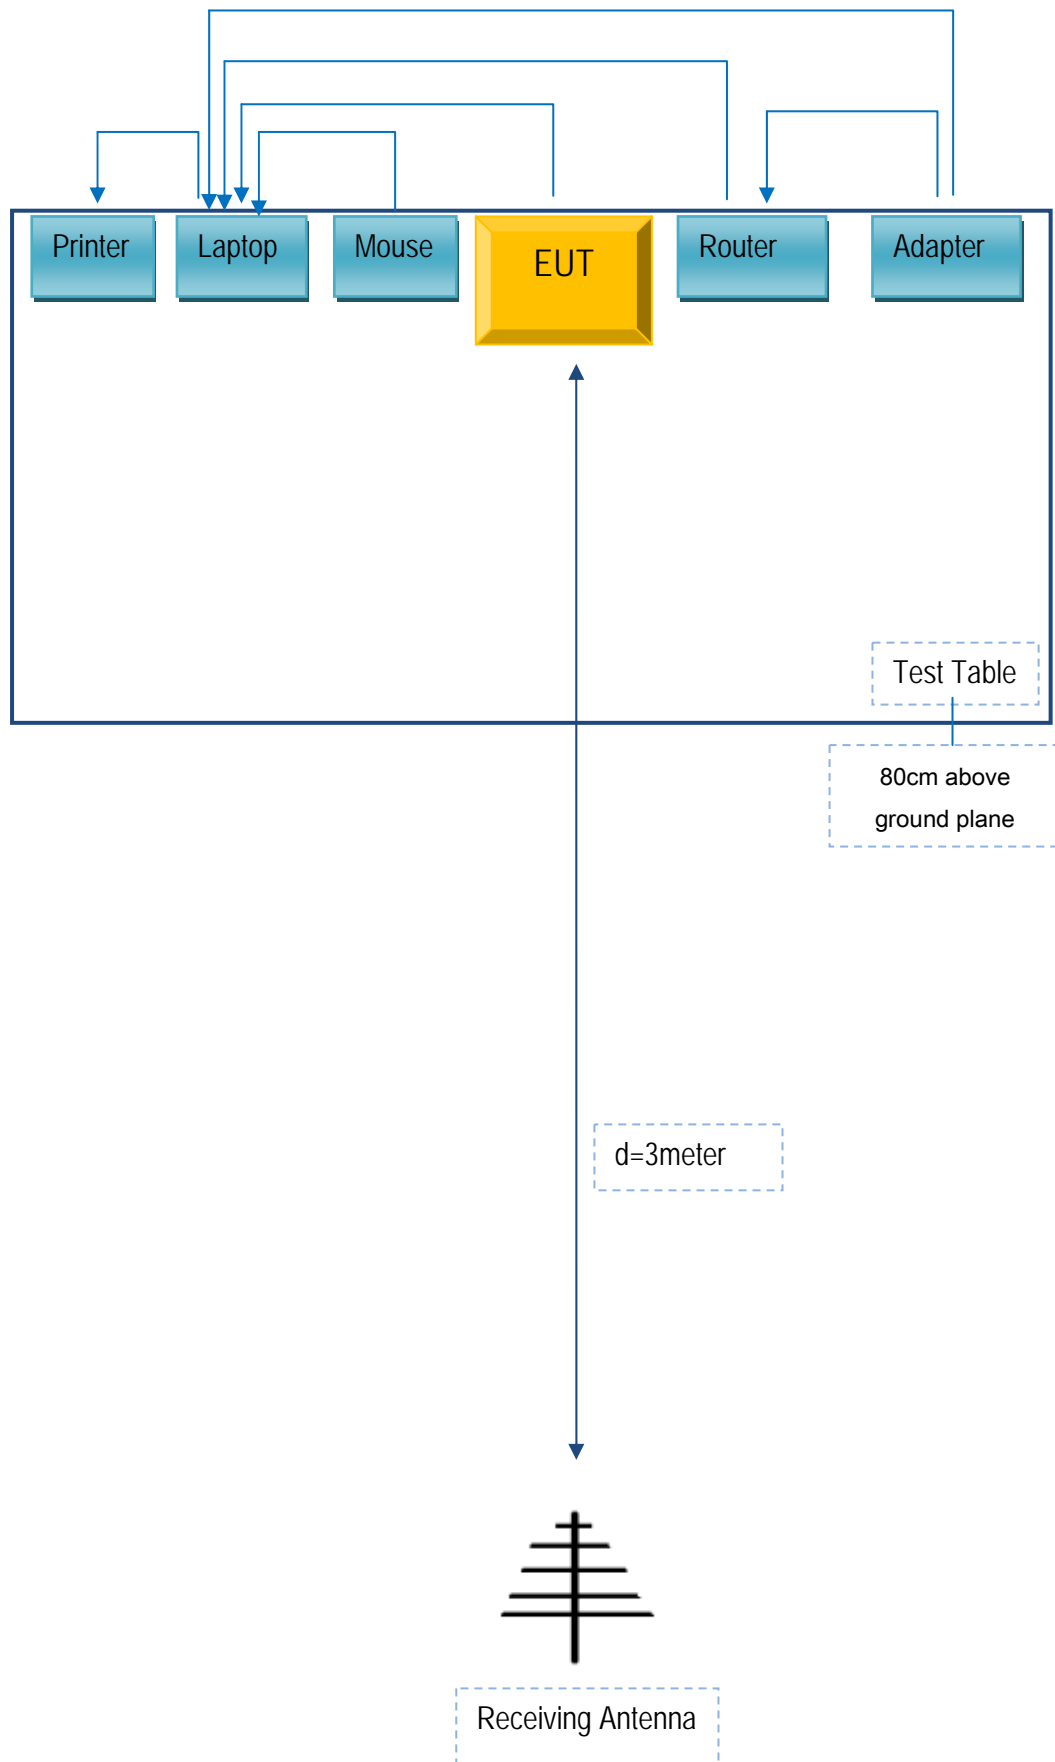 Printer
Laptop
Mouse
EUT
Router
Adapter
Test Table
80cm above
ground plane
d=3meter
Receiving Antenna